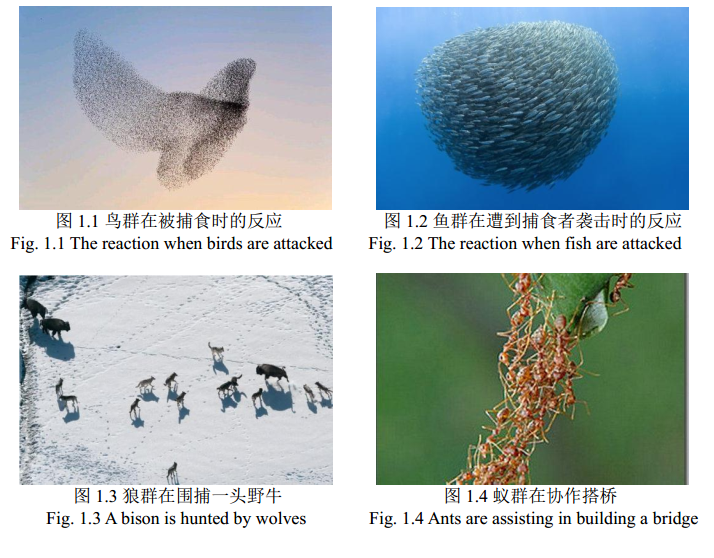 图 1.1 鸟群在被捕食时的反应
Fig. 1.1 The reaction when birds are attacked
图 1.2 鱼群在遭到捕食者袭击时的反应
Fig. 1.2 The reaction when fish are attacked
图 1.3 狼群在围捕一头野牛
Fig. 1.3 A bison is hunted by wolves
图 1.4 蚁群在协作搭桥
Fig. 1.4 Ants are assisting in building a bridge